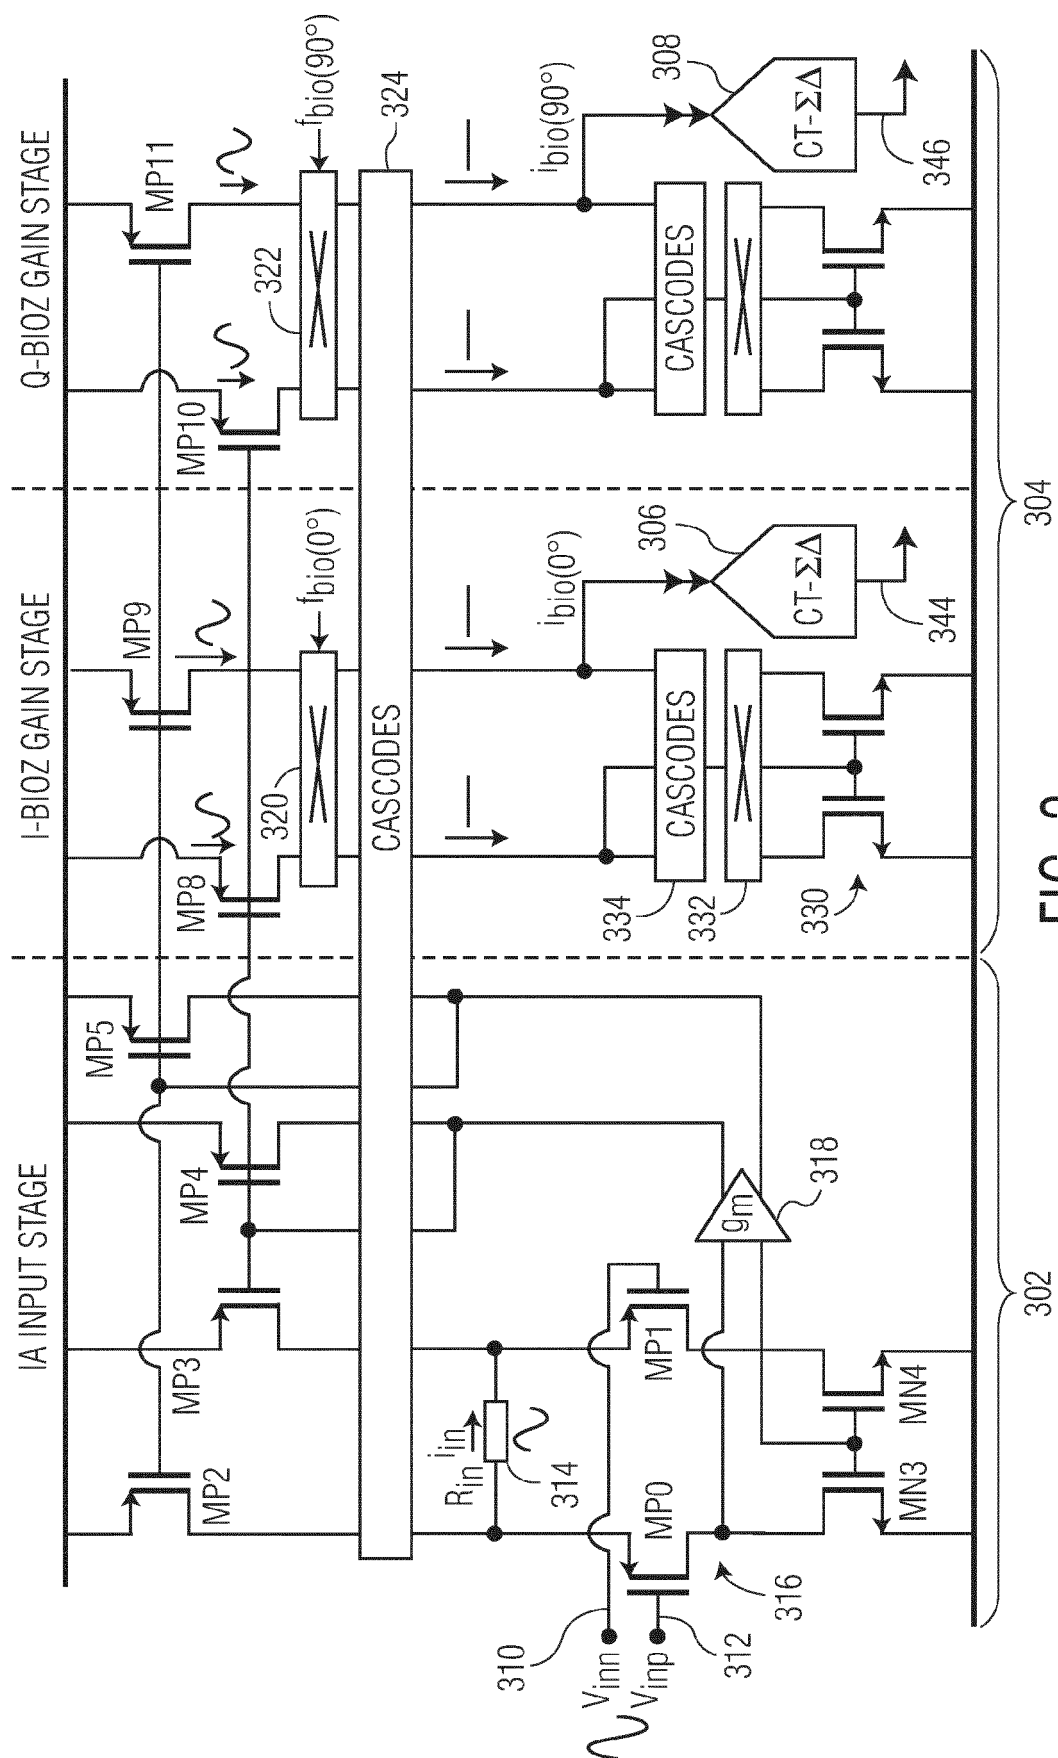 IA INPUT STAGE
I-BIOZ GAIN STAGE
Q-BIOZ GAIN STAGE
MP2
MP3
MP4
MP5
MP8
MP9
MP10
MP11
320
fbio(0°)
322
fbio(90°)
CASCODES
324
Rin
iin
314
ibio(0°)
ibio(90°)
310
Vinn
Vinp
312
MP0
MP1
316
gm
318
334
CASCODES
CASCODES
332
306
308
CT-ΣΔ
CT-ΣΔ
330
344
346
MN3
MN4
302
304